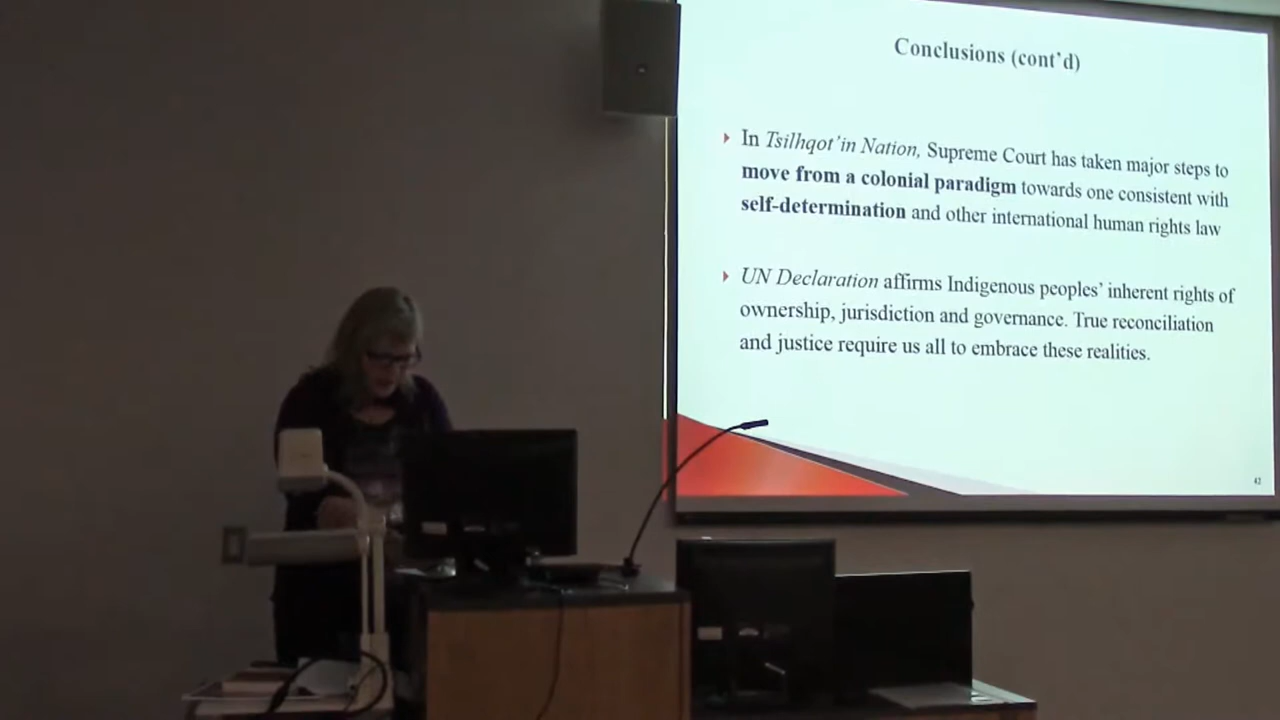 Conclusions (cont'd)
In Tsilhqot'in Nation, Supreme Court has taken major steps to
move from a colonial paradigm towards one consistent with
self-determination and other international human rights law
UN Declaration affirms Indigenous peoples' inherent rights of
ownership, jurisdiction and governance. True reconciliation
and justice require us all to embrace these realities.